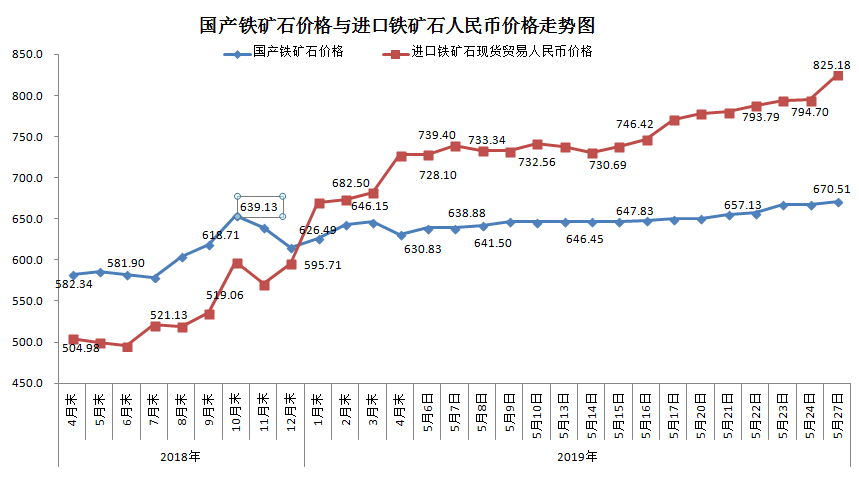 国产铁矿石价格与进口铁矿石人民币价格走势图
国产铁矿石价格
进口铁矿石现货贸易人民币价格
850.0
800.0
750.0
700.0
650.0
600.0
550.0
500.0
450.0
582.34
581.90
618.71
639.13
626.49
646.15
630.83
638.88
641.50
646.45
647.83
657.13
670.51
504.98
521.13
519.06
595.71
682.50
728.10
739.40
733.34
732.56
730.69
746.42
793.79
794.70
825.18
4月末
5月末
6月末
7月末
8月末
9月末
10月末
11月末
12月末
1月末
2月末
3月末
4月末
5月6日
5月7日
5月8日
5月9日
5月10日
5月13日
5月14日
5月15日
5月16日
5月17日
5月20日
5月21日
5月22日
5月23日
5月24日
5月27日
2018年
2019年